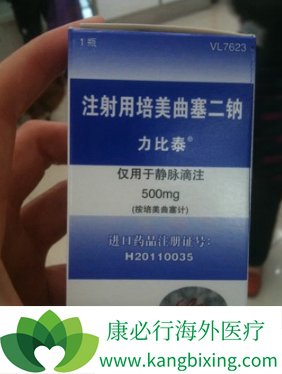 1瓶
VL7623
注射用培美曲塞二钠
力比泰®
仅用于静脉滴注
500mg
(按培美曲塞计)
进口药品注册证号:
H20110035
康必行海外医疗
www.kangbixing.com